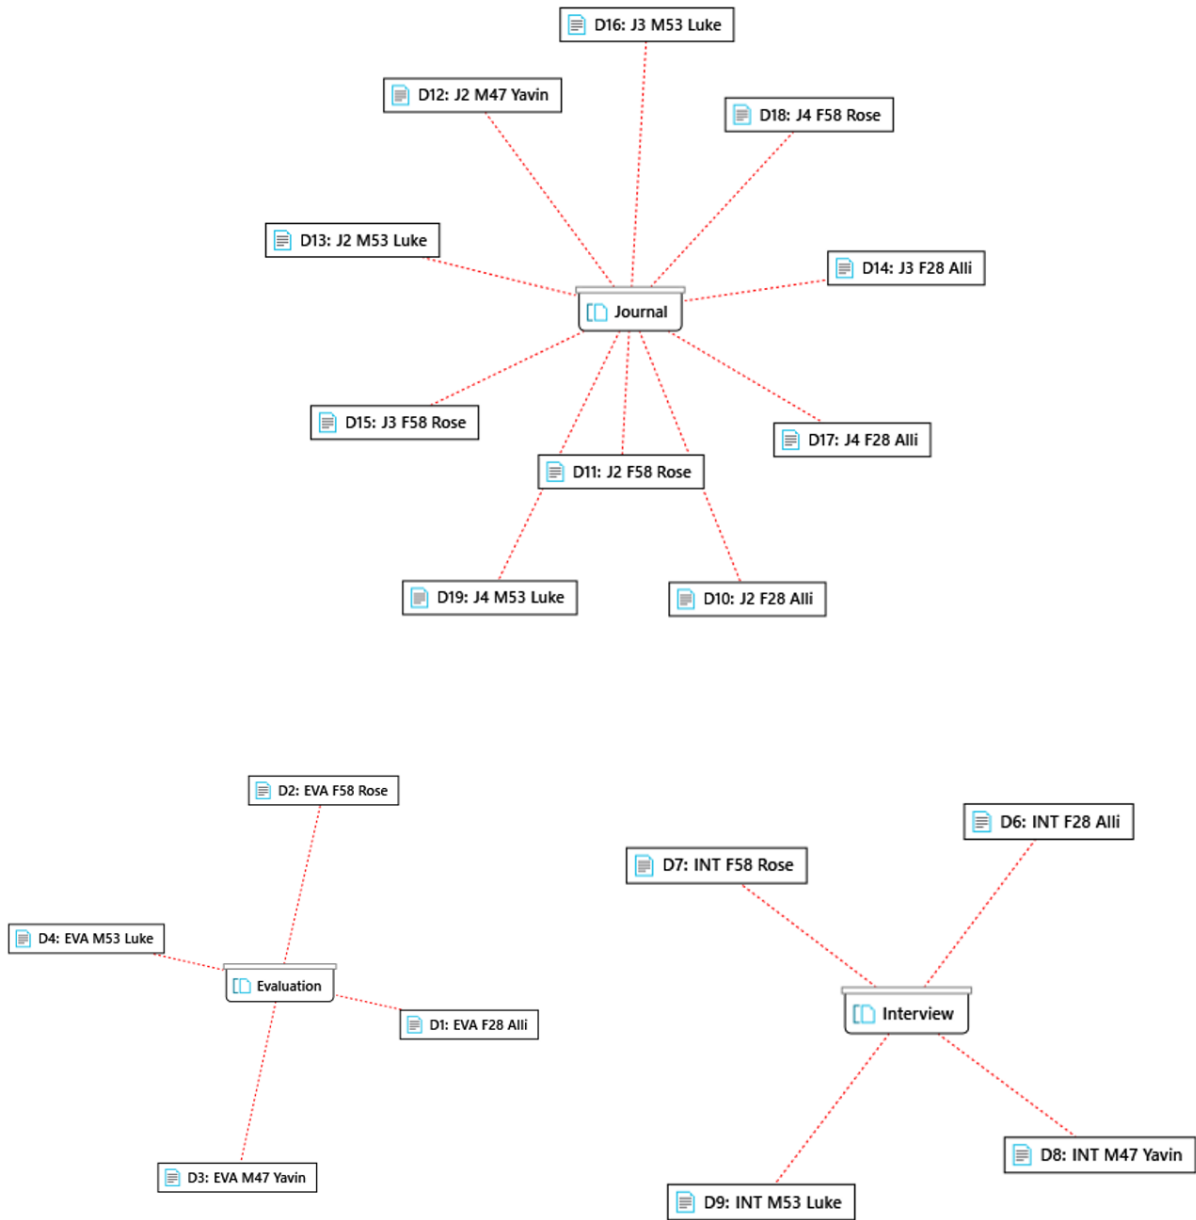 D16: J3 M53 Luke
D12: J2 M47 Yavin
D18: J4 F58 Rose
D13: J2 M53 Luke
D14: J3 F28 Alli
Journal
D15: J3 F58 Rose
D17: J4 F28 Alli
D11: J2 F58 Rose
D19: J4 M53 Luke
D10: J2 F28 Alli
D2: EVA F58 Rose
D4: EVA M53 Luke
Evaluation
D1: EVA F28 Alli
D3: EVA M47 Yavin
D6: INT F28 Alli
D7: INT F58 Rose
Interview
D8: INT M47 Yavin
D9: INT M53 Luke